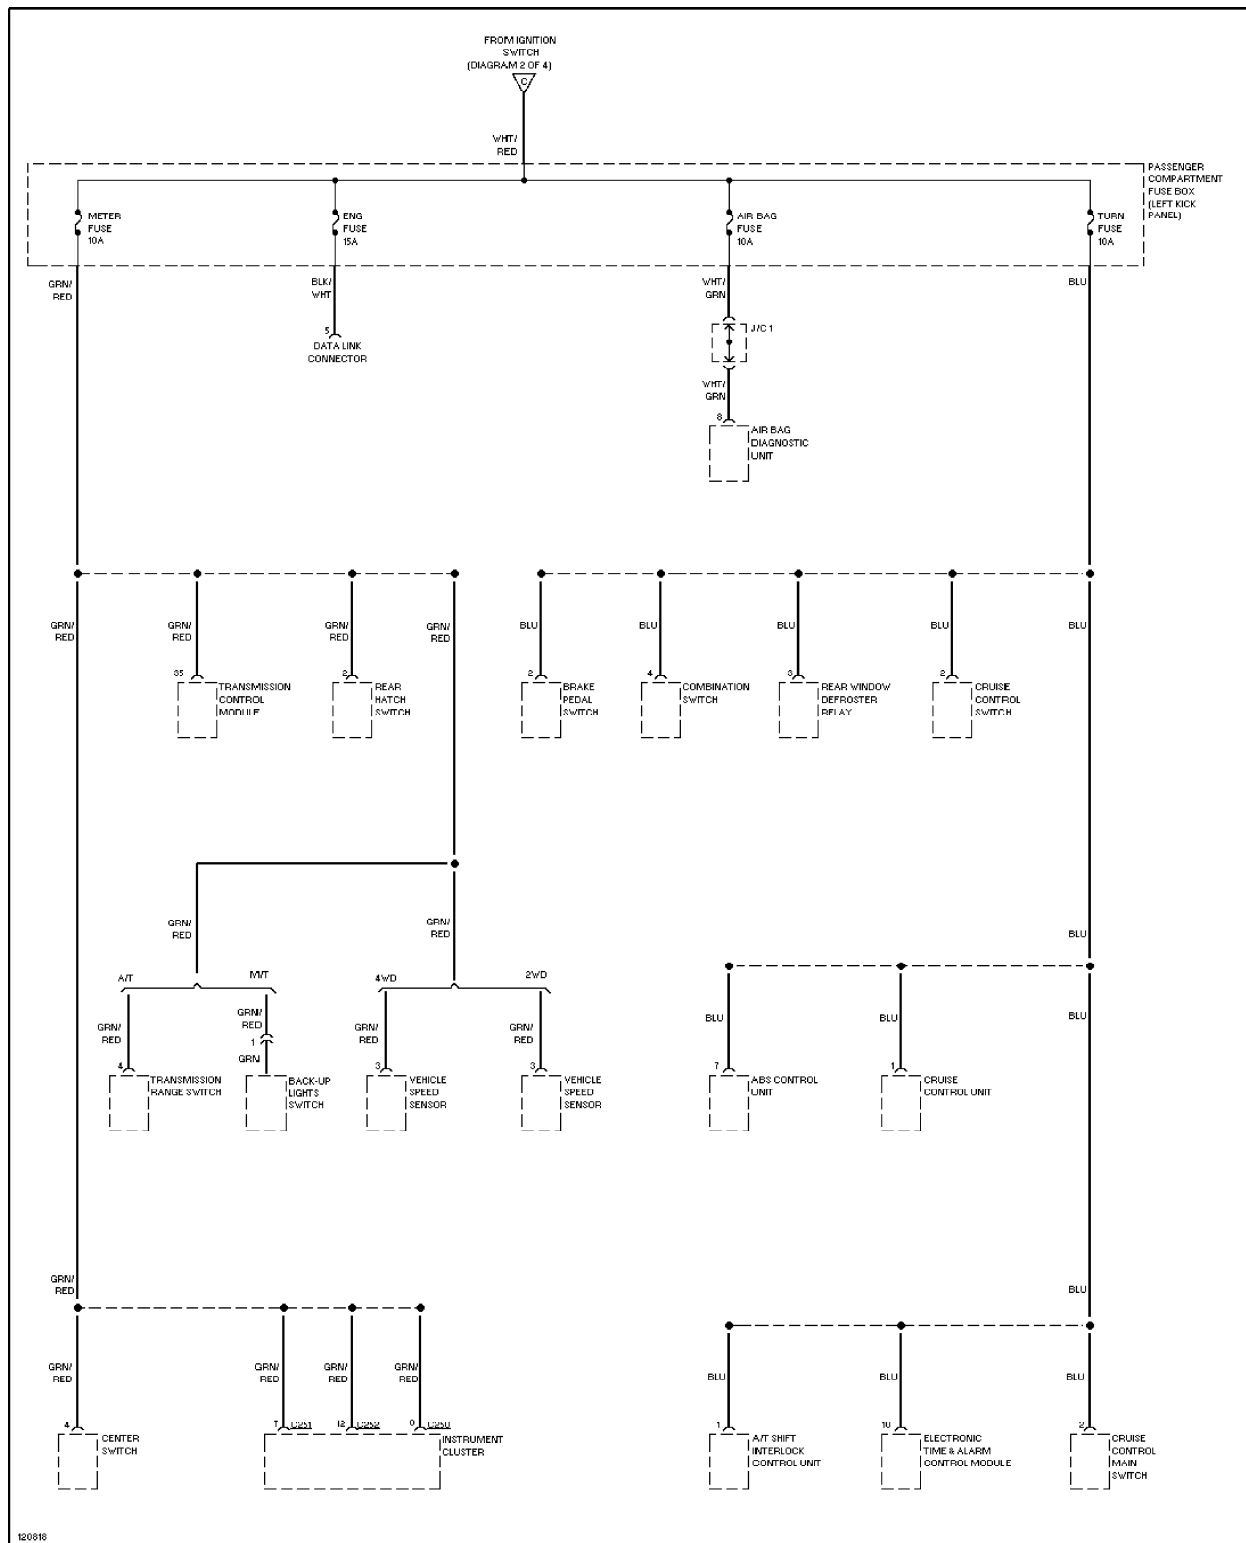 FROM IGNITION
SWITCH
(DIAGRAM 2 OF 4)
C
WHT/
RED
PASSENGER
COMPARTMENT
FUSE BOX
(LEFT KICK
PANEL)
METER
FUSE
10A
ENG
FUSE
15A
AIR BAG
FUSE
10A
TURN
FUSE
10A
GRN/
RED
BLK/
WHT
WHT/
GRN
BLU
5
DATA LINK
CONNECTOR
J/C 1
WHT/
GRN
8
AIR BAG
DIAGNOSTIC
UNIT
GRN/
RED
GRN/
RED
GRN/
RED
GRN/
RED
BLU
BLU
BLU
BLU
BLU
35
TRANSMISSION
CONTROL
MODULE
2
REAR
HATCH
SWITCH
2
BRAKE
PEDAL
SWITCH
4
COMBINATION
SWITCH
3
REAR WINDOW
DEFROSTER
RELAY
2
CRUISE
CONTROL
SWITCH
GRN/
RED
GRN/
RED
BLU
A/T
M/T
4WD
2WD
GRN/
RED
GRN/
RED
1
GRN
GRN/
RED
GRN/
RED
BLU
BLU
BLU
4
TRANSMISSION
RANGE SWITCH
BACK-UP
LIGHTS
SWITCH
3
VEHICLE
SPEED
SENSOR
3
VEHICLE
SPEED
SENSOR
7
ABS CONTROL
UNIT
1
CRUISE
CONTROL UNIT
GRN/
RED
BLU
GRN/
RED
GRN/
RED
GRN/
RED
GRN/
RED
BLU
BLU
BLU
4
CENTER
SWITCH
12
INSTRUMENT
CLUSTER
1
A/T SHIFT
INTERLOCK
CONTROL UNIT
10
ELECTRONIC
TIME & ALARM
CONTROL MODULE
2
CRUISE
CONTROL
MAIN
SWITCH
120818